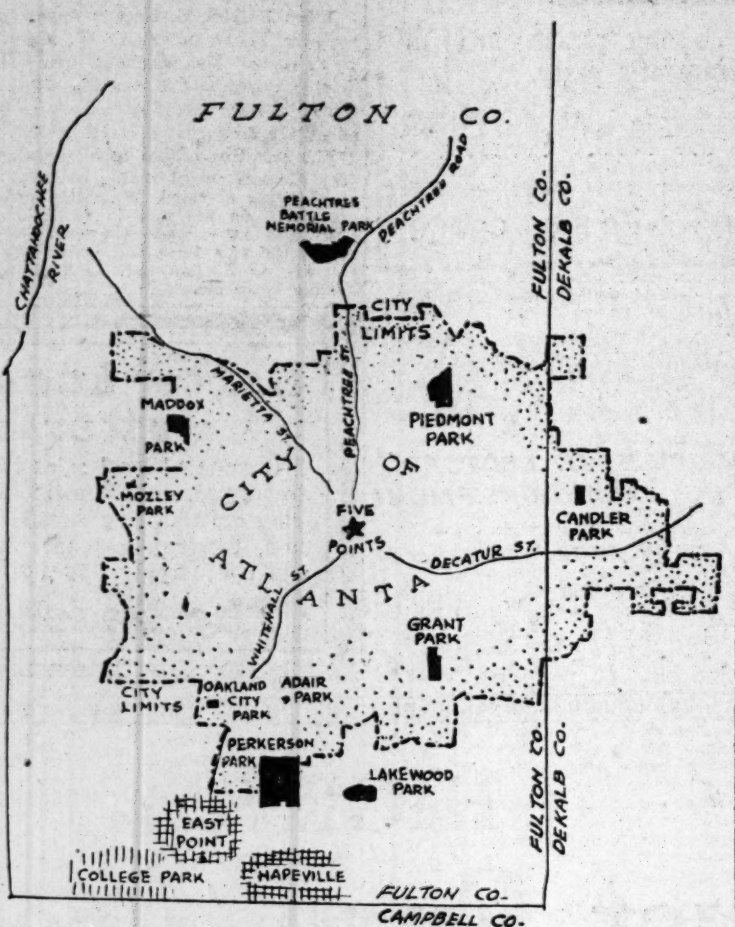 FULTON CO.
CHATTAHOOCHEE
RIVER
PEACHTREE
BATTLE
MEMORIAL PARK
PEACHTREE ROAD
FULTON CO.
DEKALB CO.
CITY
LIMITS
PEACHTREE ST.
MARIETTA ST.
MADDOX
PARK
PIEDMONT
PARK
MOZLEY
PARK
CITY OF
ATLANTA
FIVE
POINTS
CANDLER
PARK
DECATUR ST.
WHITEHALL ST.
GRANT
PARK
CITY
LIMITS
OAKLAND
CITY
PARK
ADAIR
PARK
PERKERSON
PARK
LAKEWOOD
PARK
FULTON CO.
DEKALB CO.
EAST
POINT
COLLEGE PARK
HAPEVILLE
FULTON CO.
CAMPBELL CO.